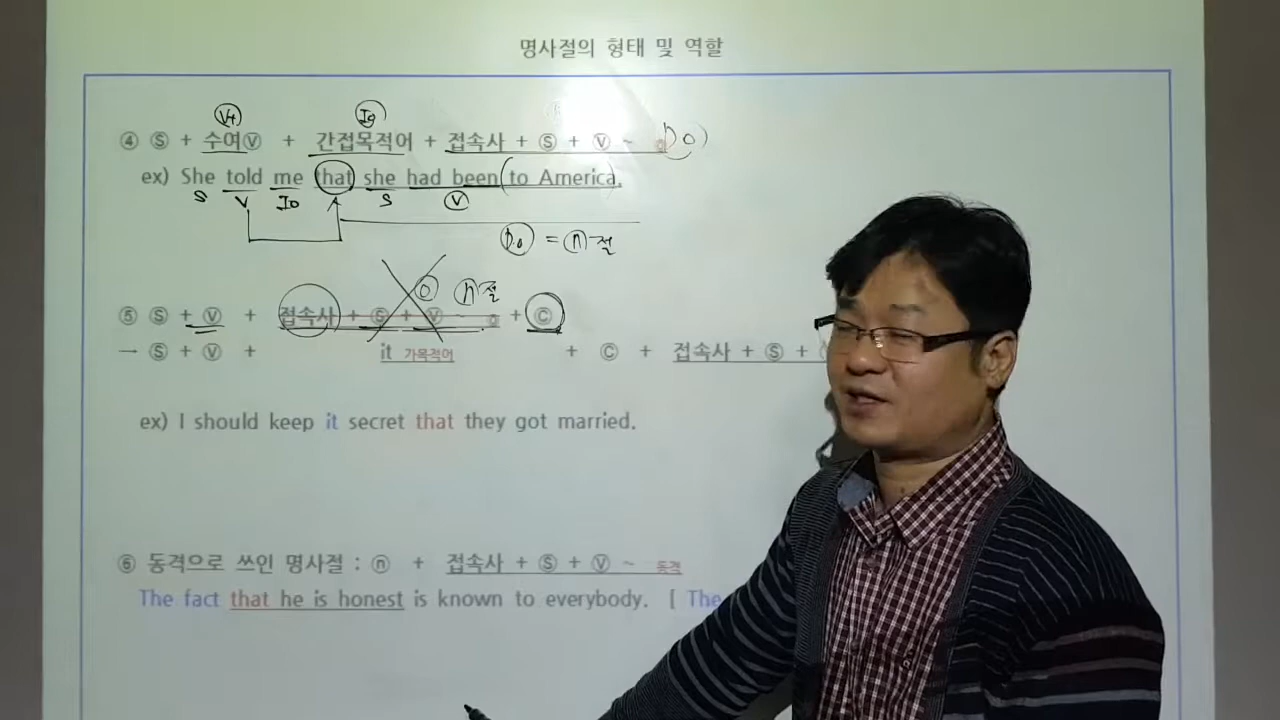 명사절의 형태 및 역할
Vt IO
④ Ⓢ + 수여Ⓥ + 간접목적어 + 접속사 + Ⓢ + Ⓥ ~ D.O
ex) She told me that she had been to America.
S V IO S Ⓥ
D.O = ⓝ절
O ⓝ절
⑤ Ⓢ + Ⓥ + 접속사 + Ⓢ + Ⓥ ~ + Ⓒ
→ Ⓢ + Ⓥ + it 가목적어 + Ⓒ + 접속사 + Ⓢ +
ex) I should keep it secret that they got married.
⑥ 동격으로 쓰인 명사절 : ⓝ + 접속사 + Ⓢ + Ⓥ ~ 동격
The fact that he is honest is known to everybody. [ The